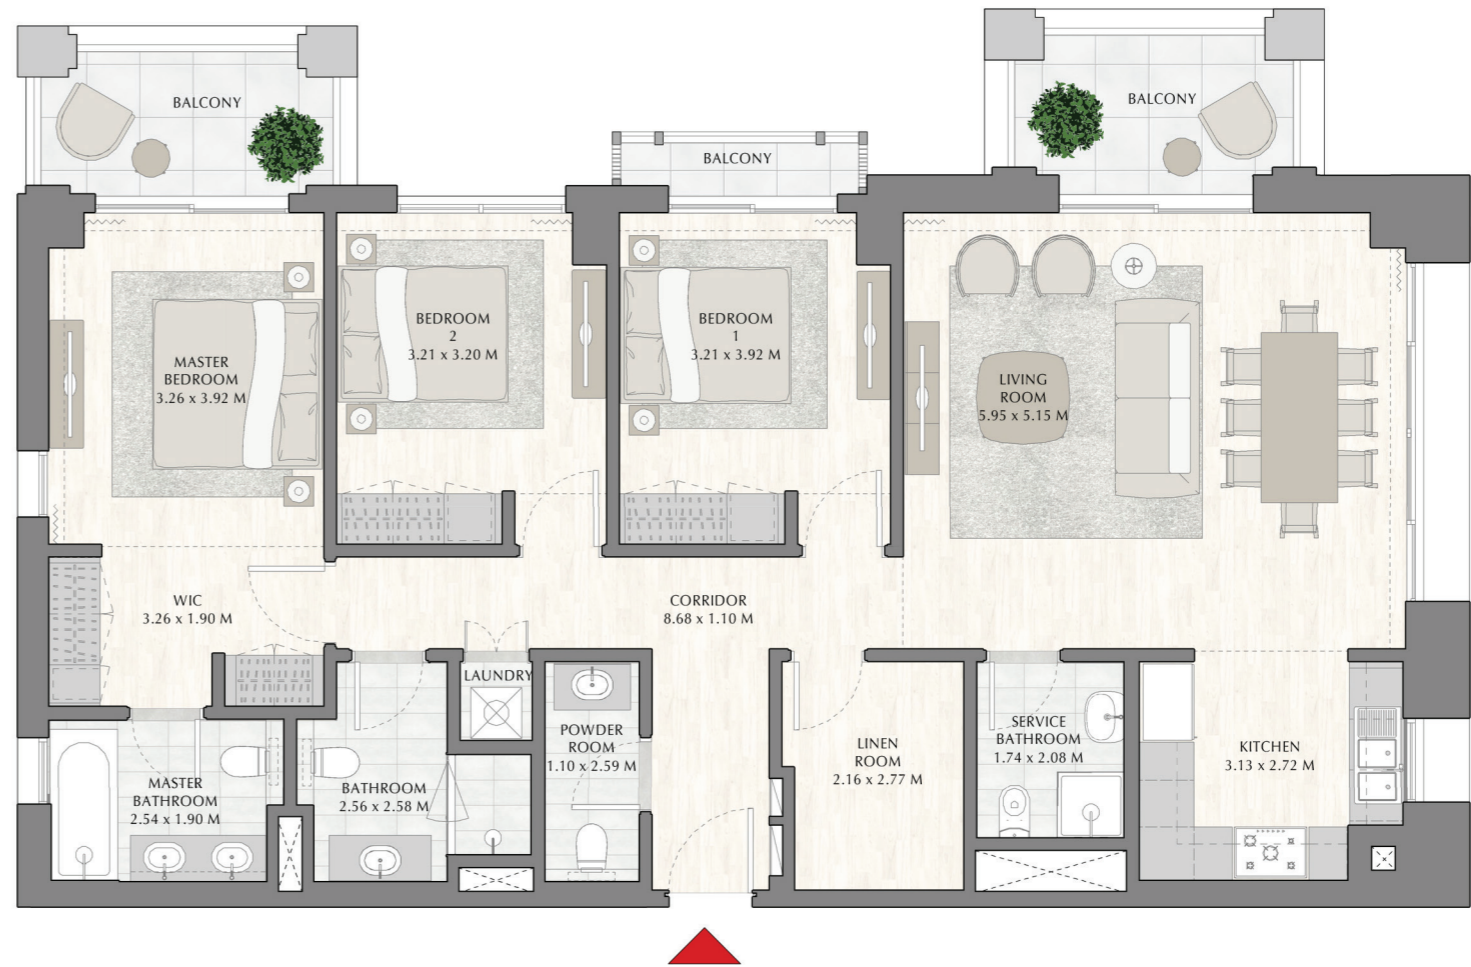 BALCONY
BALCONY
BALCONY
MASTER
BEDROOM
3.26 x 3.92 M
BEDROOM
2
3.21 x 3.20 M
BEDROOM
1
3.21 x 3.92 M
LIVING
ROOM
5.95 x 5.15 M
WIC
3.26 x 1.90 M
CORRIDOR
8.68 x 1.10 M
LAUNDRY
MASTER
BATHROOM
2.54 x 1.90 M
BATHROOM
2.56 x 2.58 M
POWDER
ROOM
1.10 x 2.59 M
LINEN
ROOM
2.16 x 2.77 M
SERVICE
BATHROOM
1.74 x 2.08 M
KITCHEN
3.13 x 2.72 M